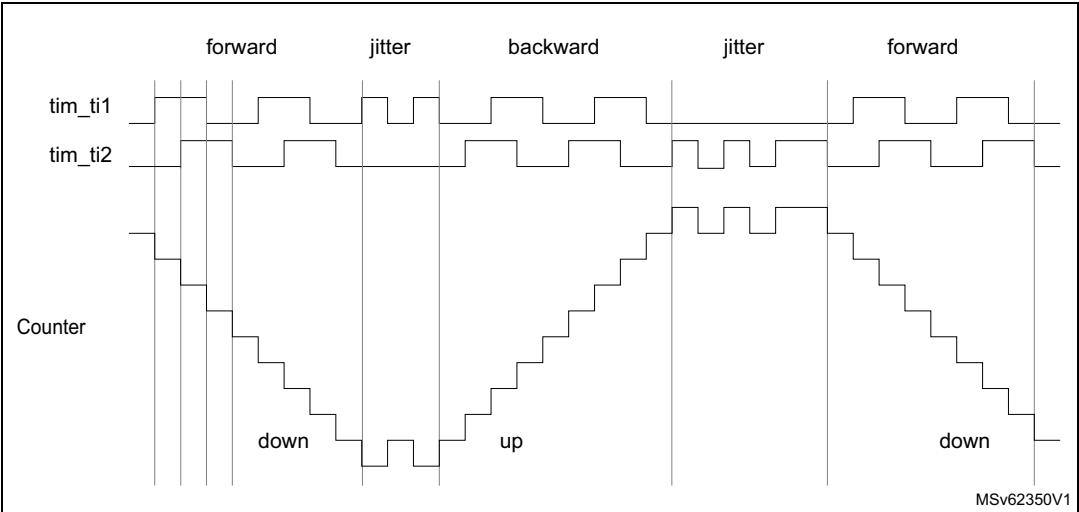 forward jitter backward jitter forward
tim_ti1
tim_ti2
Counter
down up down
MSv62350V1